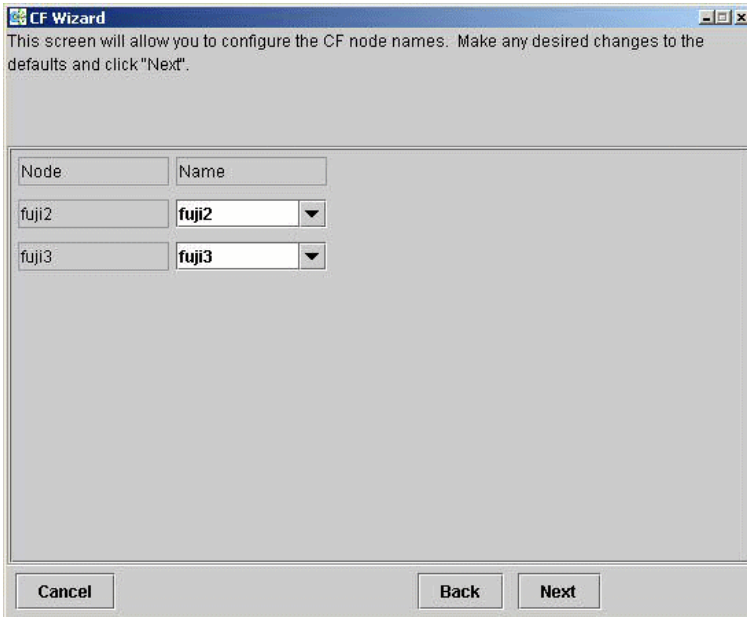 CF Wizard
This screen will allow you to configure the CF node names. Make any desired changes to the
defaults and click "Next".
Node Name
fuji2 fuji2
fuji3 fuji3
Cancel Back Next